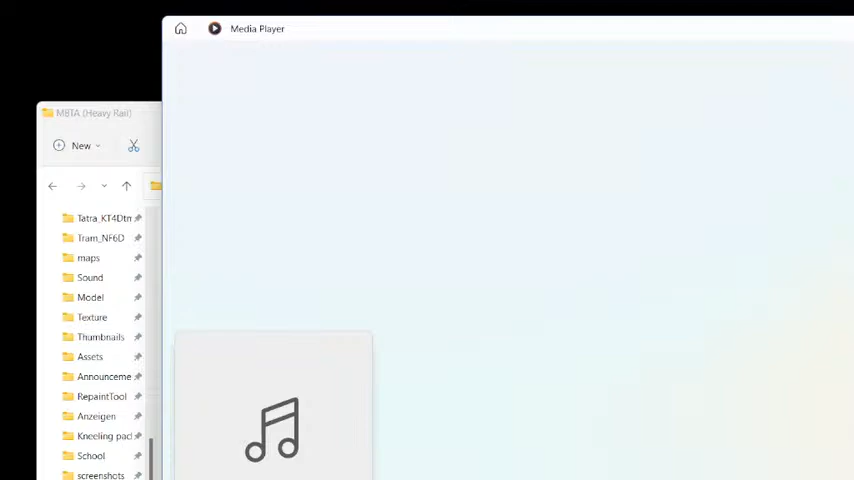 Media Player
MBTA (Heavy Rail)
New
Tatra_KT4Dtm
Tram_NF6D
maps
Sound
Model
Texture
Thumbnails
Assets
Announceme
RepaintTool
Anzeigen
Kneeling pac
School
screenshots